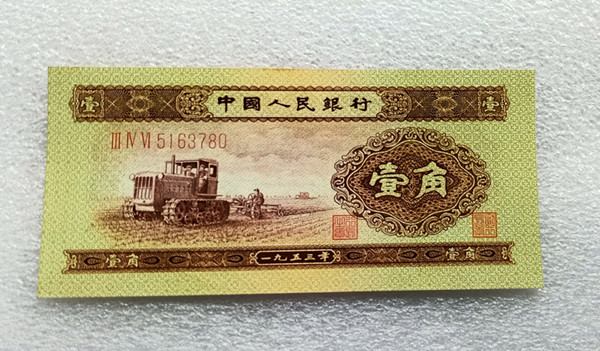 壹 中國人民銀行 壹
III IV VI 5163780
壹角
壹角 一九五三年 壹角